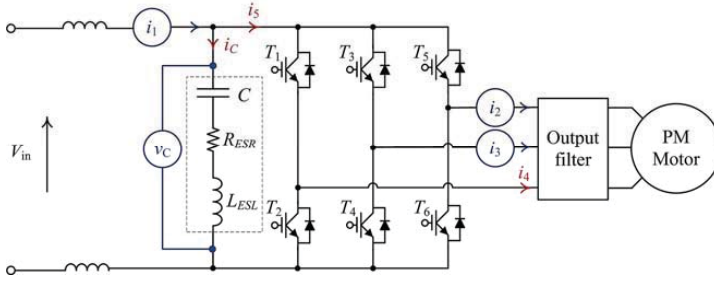 i1
i5
iC
T1
T3
T5
C
i2
RESR
Vin
vC
i3
Output
filter
PM
Motor
i4
LESL
T2
T4
T6